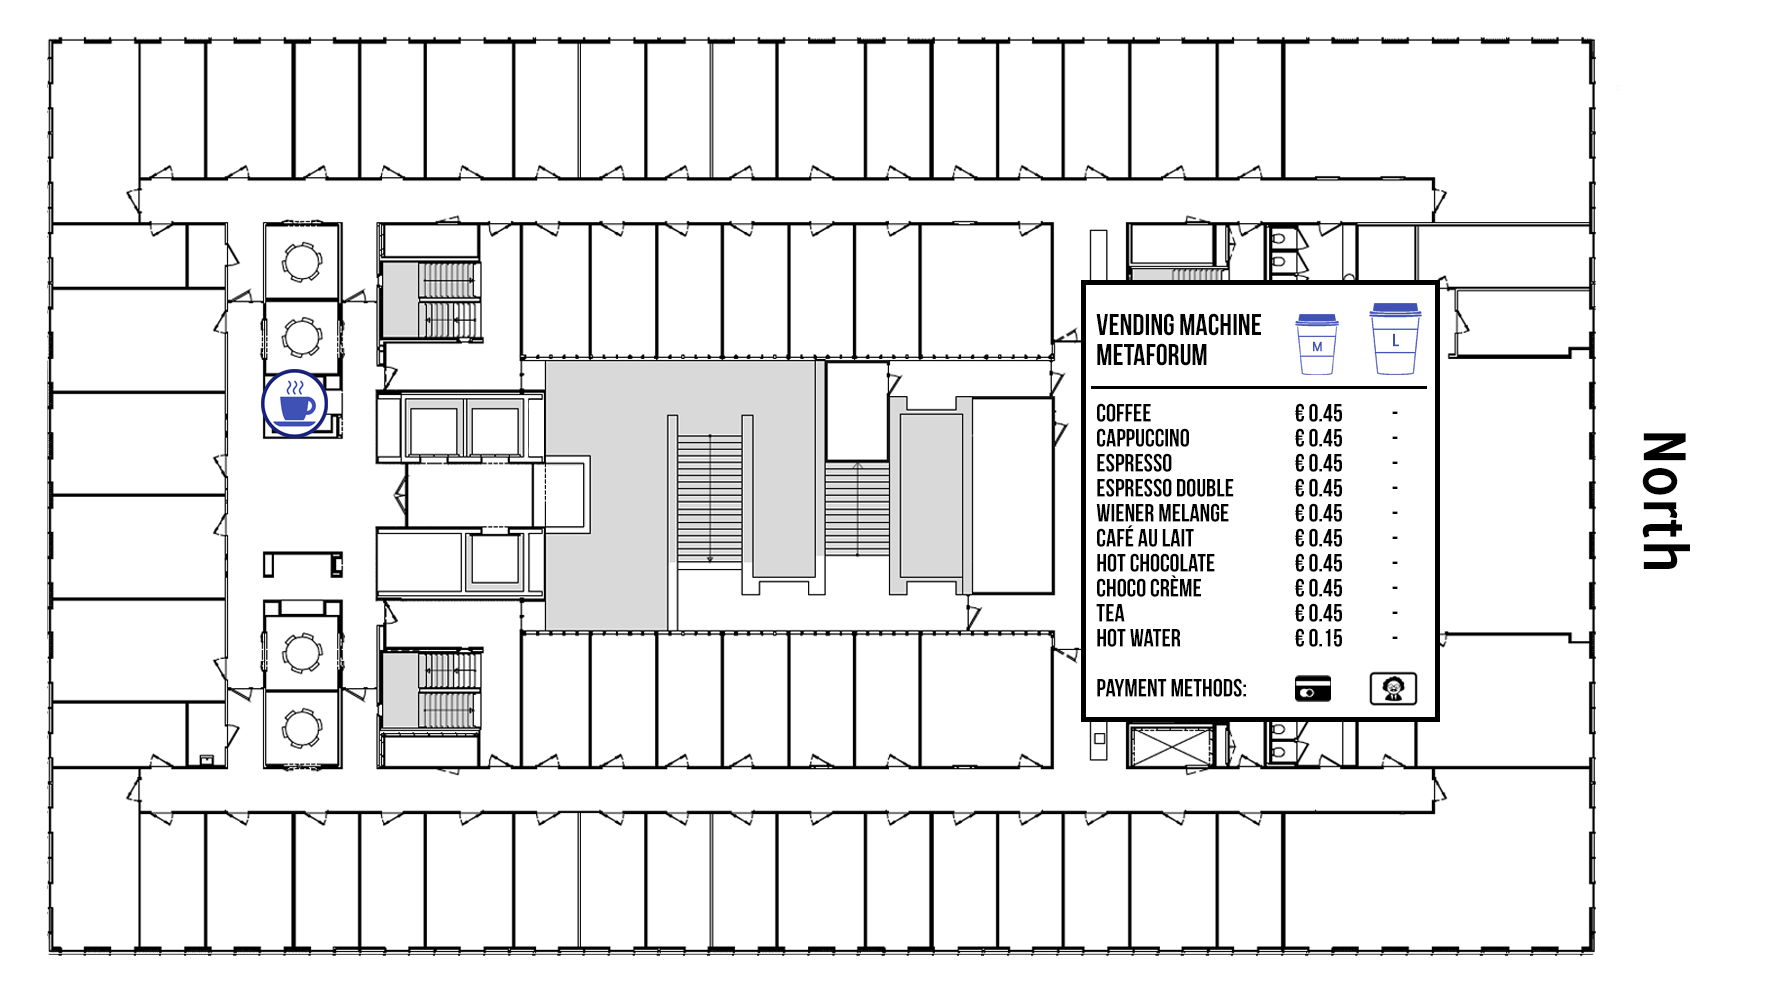 VENDING MACHINE
METAFORUM
M
L
COFFEE € 0.45 -
CAPPUCCINO € 0.45 -
ESPRESSO € 0.45 -
ESPRESSO DOUBLE € 0.45 -
WIENER MELANGE € 0.45 -
CAFÉ AU LAIT € 0.45 -
HOT CHOCOLATE € 0.45 -
CHOCO CRÈME € 0.45 -
TEA € 0.45 -
HOT WATER € 0.15 -
PAYMENT METHODS:
North